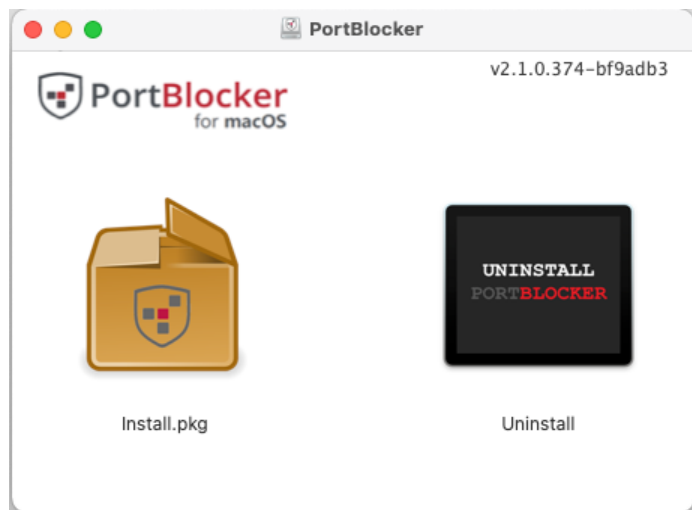 PortBlocker
v2.1.0.374-bf9adb3
PortBlocker
for macOS
UNINSTALL
PORTBLOCKER
Install.pkg
Uninstall